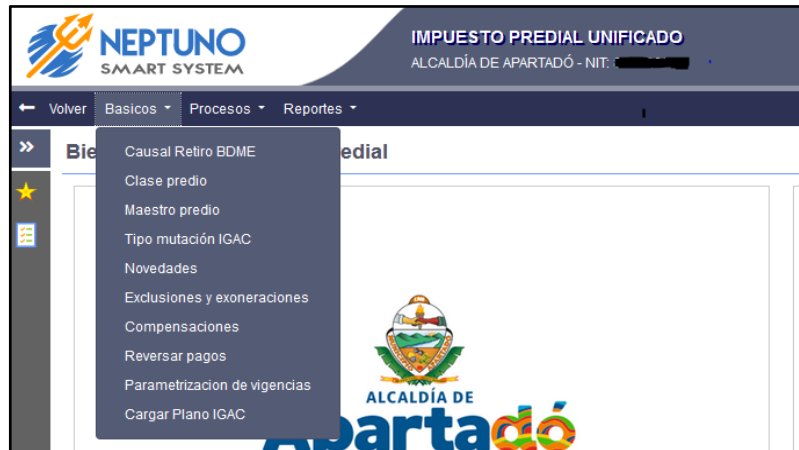 NEPTUNO
SMART SYSTEM
IMPUESTO PREDIAL UNIFICADO
ALCALDÍA DE APARTADÓ - NIT:
Volver Basicos Procesos Reportes
Bie edial
Causal Retiro BDME
Clase predio
Maestro predio
Tipo mutación IGAC
Novedades
Exclusiones y exoneraciones
Compensaciones
Reversar pagos
Parametrizacion de vigencias
Cargar Plano IGAC
ALCALDÍA DE
Apartadó